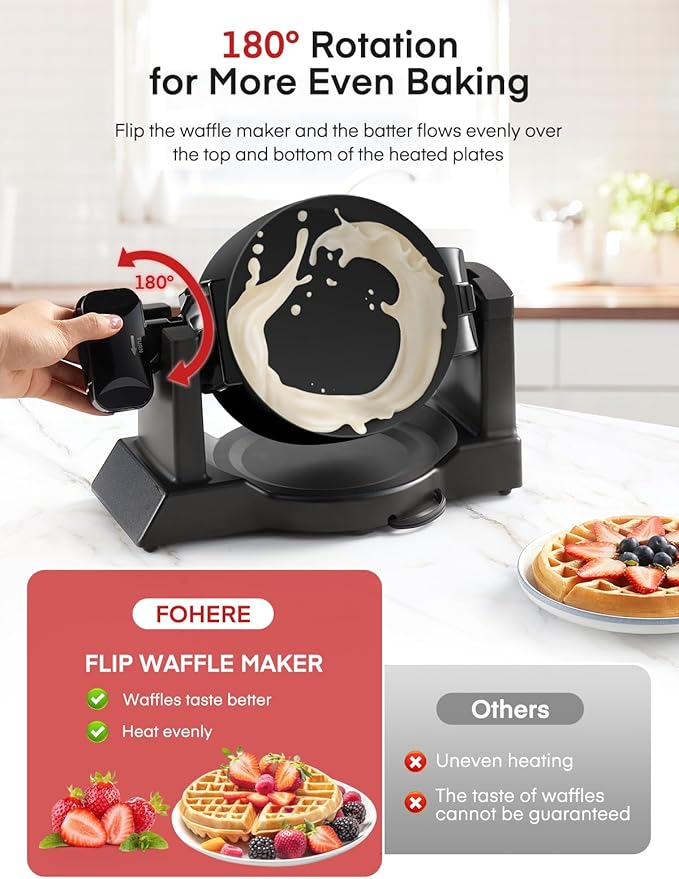 180° Rotation
for More Even Baking
Flip the waffle maker and the batter flows evenly over
the top and bottom of the heated plates
180°
TURN
FOHERE
FLIP WAFFLE MAKER
Waffles taste better
Heat evenly
Others
Uneven heating
The taste of waffles
cannot be guaranteed